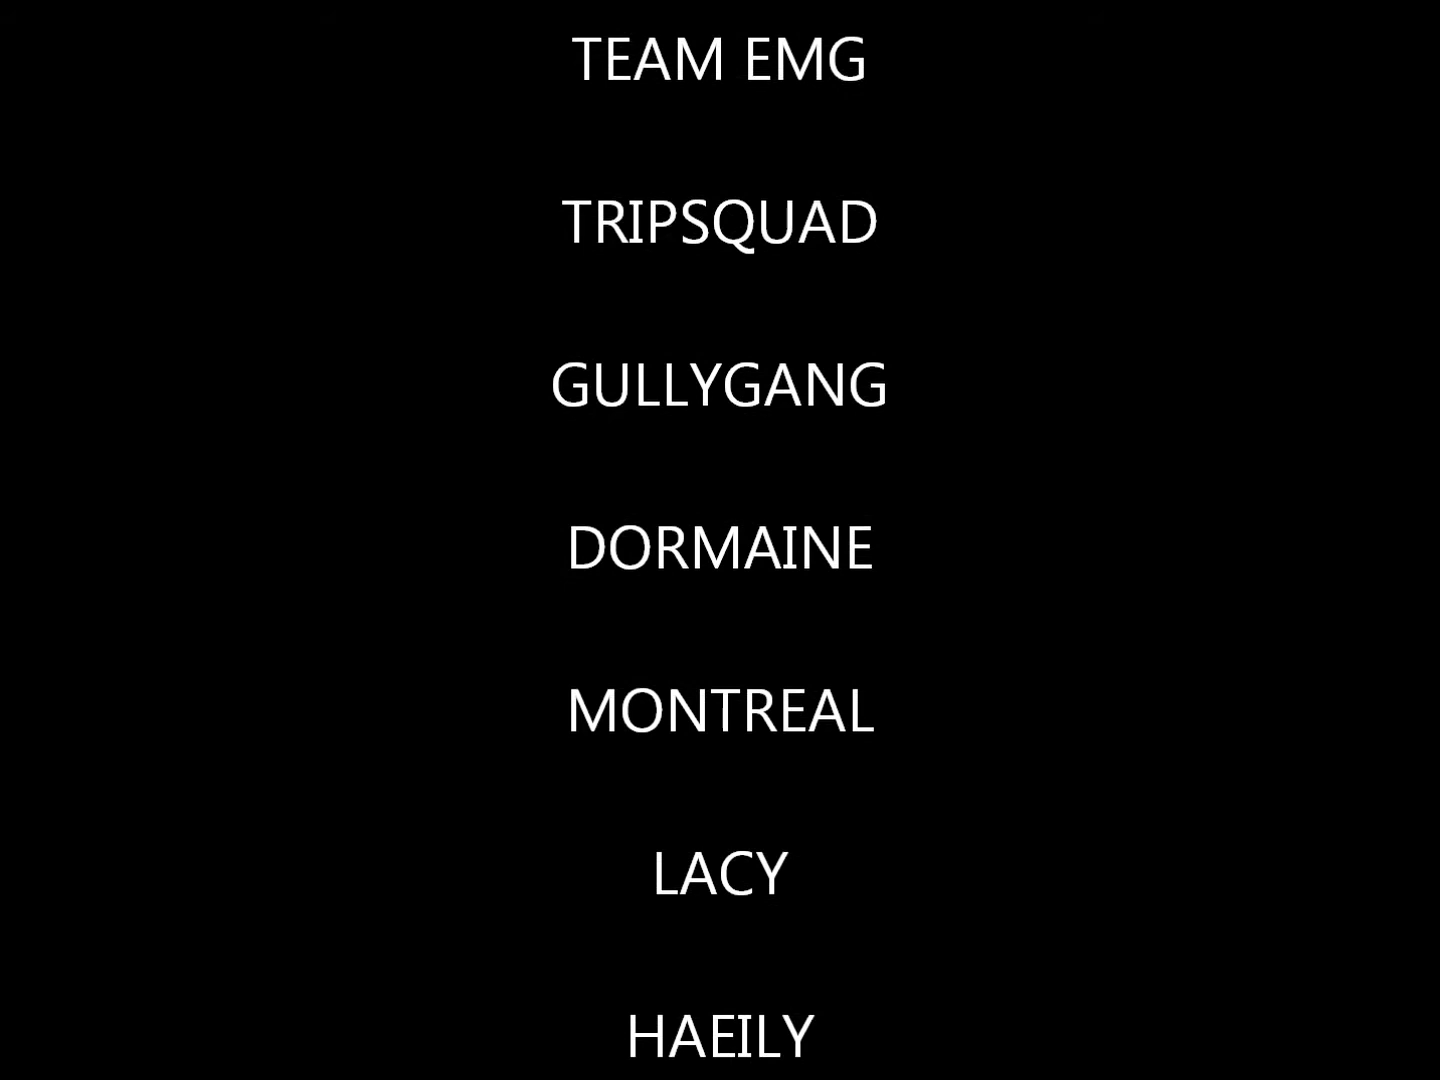 TEAM EMG
TRIPSQUAD
GULLYGANG
DORMAINE
MONTREAL
LACY
HAEILY